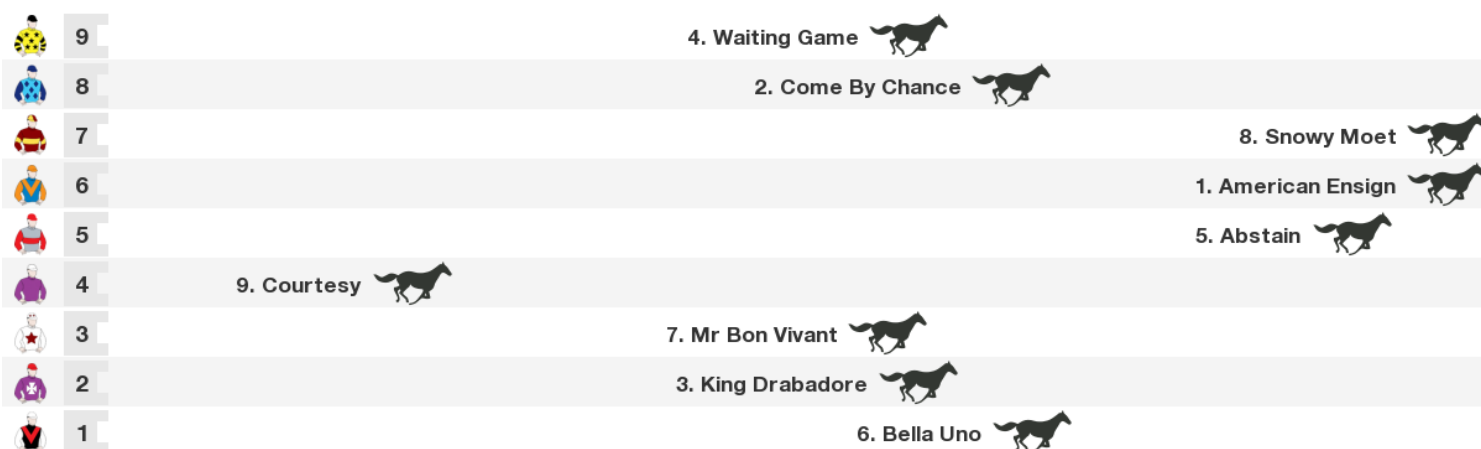 9 4. Waiting Game
8 2. Come By Chance
7 8. Snowy Moet
6 1. American Ensign
5 5. Abstain
4 9. Courtesy
3 7. Mr Bon Vivant
2 3. King Drabadore
1 6. Bella Uno